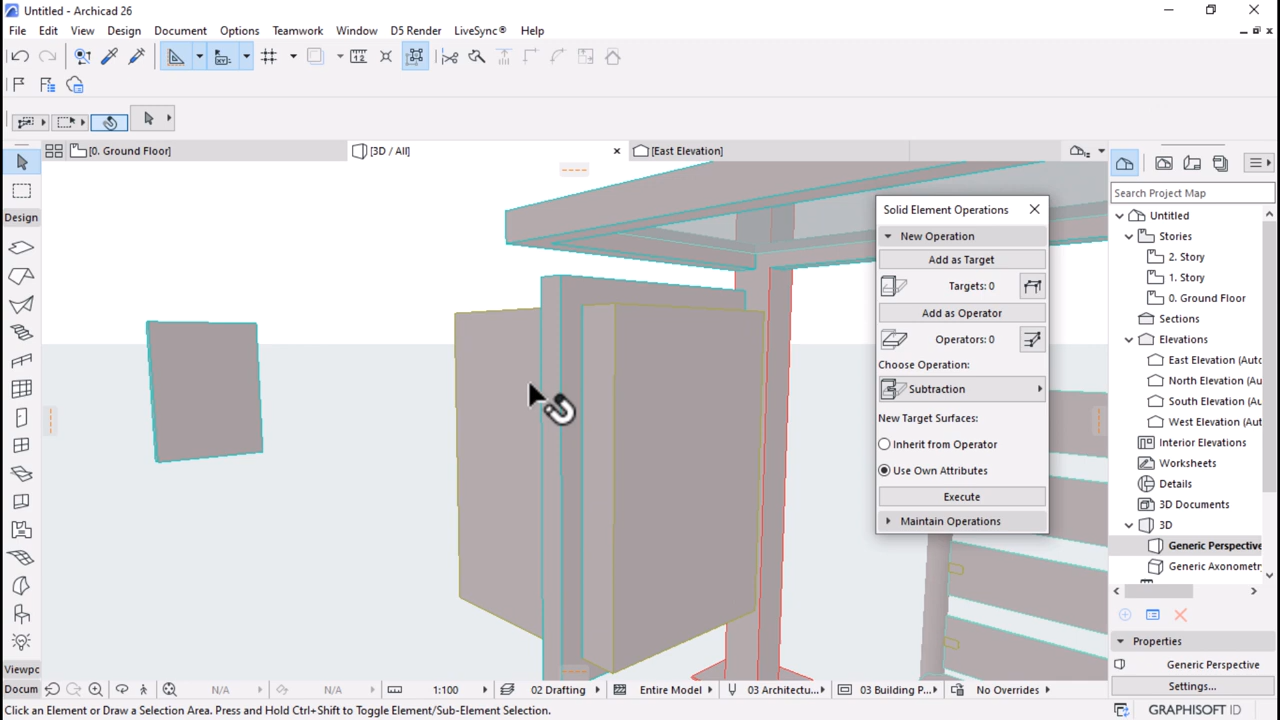 Untitled - Archicad 26
File Edit View Design Document Options Teamwork Window D5 Render LiveSync® Help
[0. Ground Floor]
[3D / All]
[East Elevation]
Design
Viewpc
Docum
Solid Element Operations
New Operation
Add as Target
Targets: 0
Add as Operator
Operators: 0
Choose Operation:
Subtraction
New Target Surfaces:
Inherit from Operator
Use Own Attributes
Execute
Maintain Operations
Search Project Map
Untitled
Stories
2. Story
1. Story
0. Ground Floor
Sections
Elevations
East Elevation (Auto
North Elevation (Au
South Elevation (Au
West Elevation (Aut
Interior Elevations
Worksheets
Details
3D Documents
3D
Generic Perspective
Generic Axonometr
Properties
Generic Perspective
Settings...
N/A N/A 1:100 02 Drafting Entire Model 03 Architectu... 03 Building P... No Overrides
Click an Element or Draw a Selection Area. Press and Hold Ctrl+Shift to Toggle Element/Sub-Element Selection.
GRAPHISOFT ID